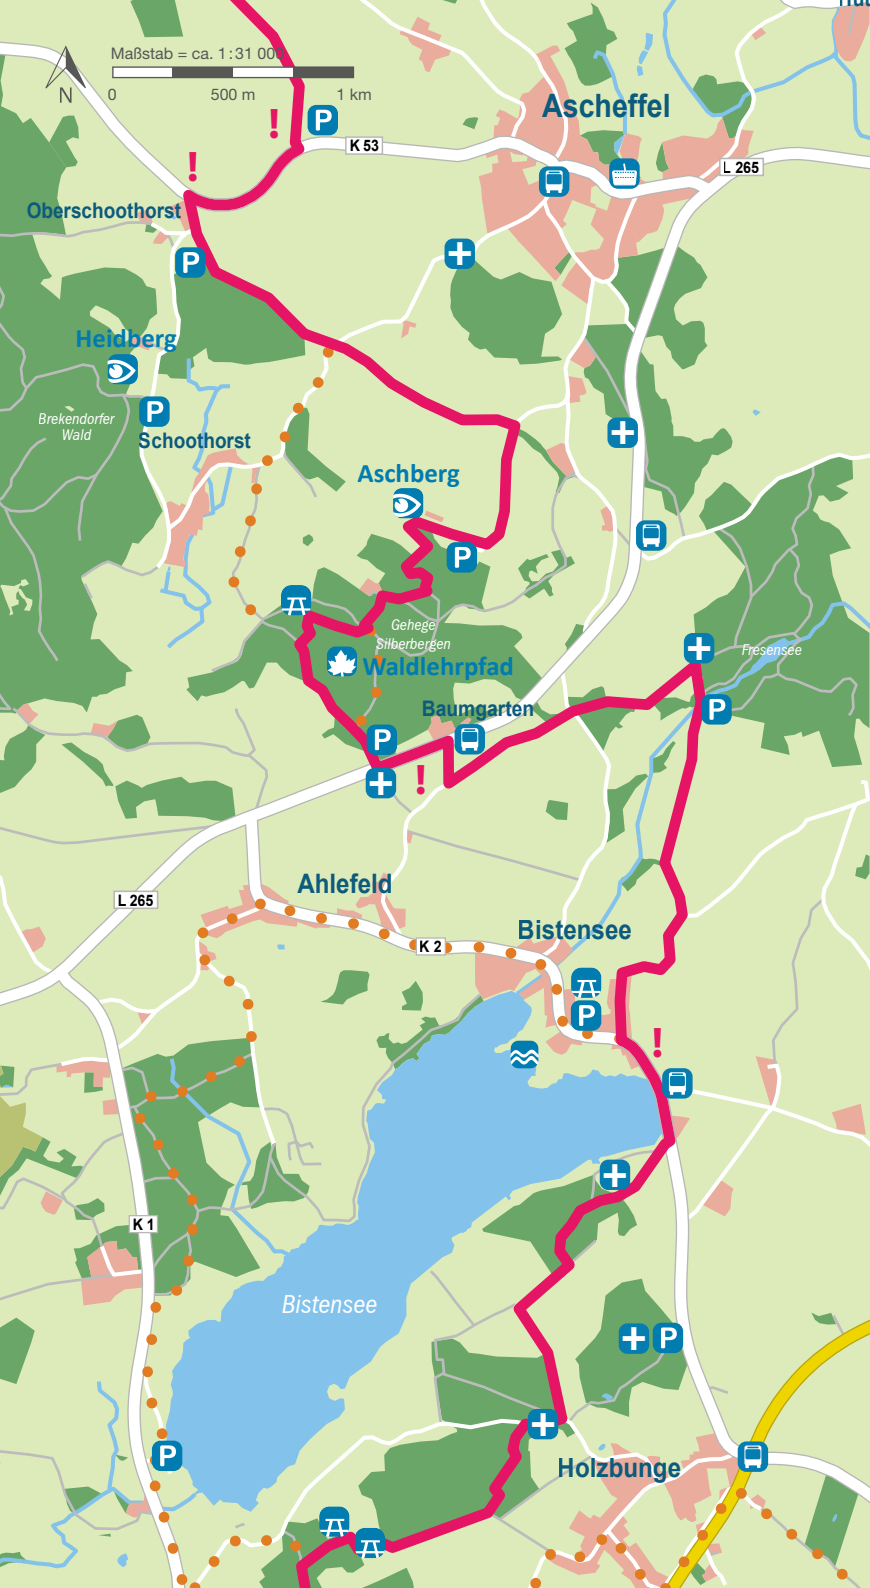 Maßstab = ca. 1:31 000
N
0 500 m 1 km
!
P
Ascheffel
K 53
L 265
!
Oberschoothorst
P
Heidberg
Brekendorfer
Wald
P
Schoothorst
Aschberg
P
Gehege
Silberbergen
Waldlehrpfad
Fresensee
Baumgarten
P
P
!
Ahlefeld
L 265
Bistensee
K 2
P
!
K 1
Bistensee
P
P
Holzbunge